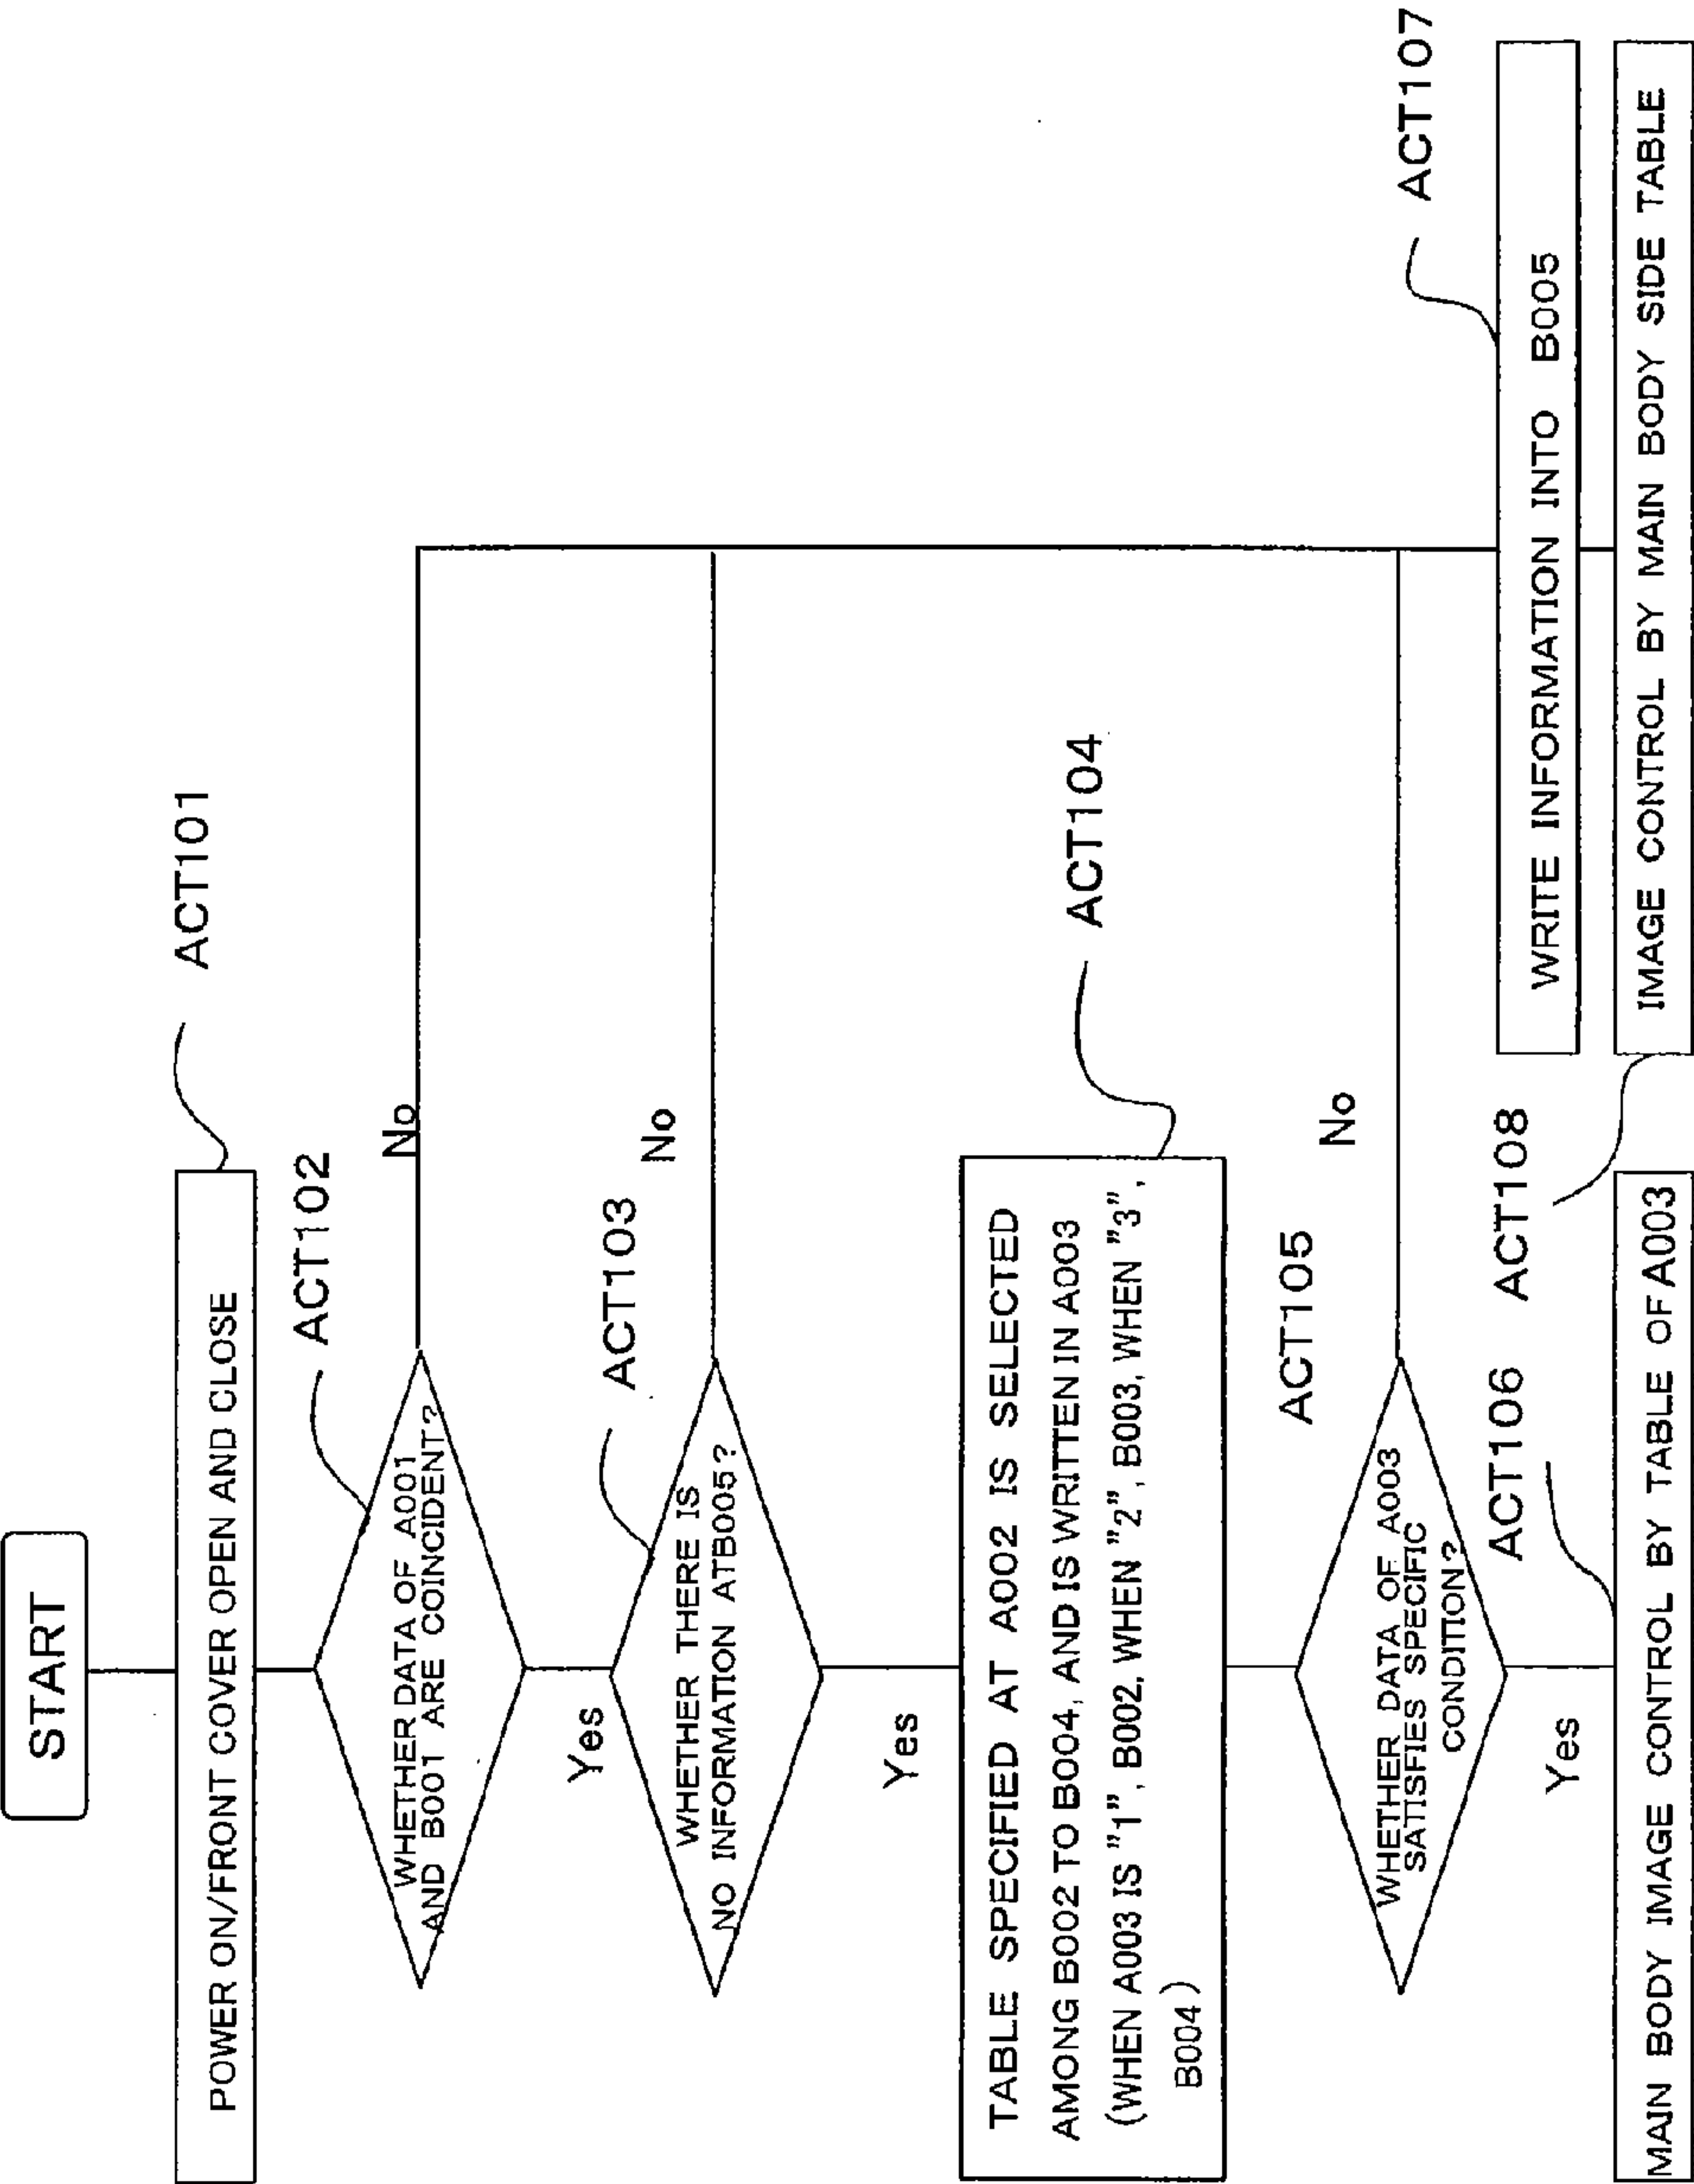 START
POWER ON/FRONT COVER OPEN AND CLOSE
ACT101
WHETHER DATA OF A001
AND B001 ARE COINCIDENT?
ACT102
No
Yes
WHETHER THERE IS
NO INFORMATION ATB005?
ACT103
No
Yes
TABLE SPECIFIED AT A002 IS SELECTED
AMONG B002 TO B004, AND IS WRITTEN IN A003
(WHEN A003 IS "1", B002, WHEN "2", B003, WHEN "3",
B004)
ACT104
WHETHER DATA OF A003
SATISFIES SPECIFIC
CONDITION?
ACT105
No
Yes
ACT106
MAIN BODY IMAGE CONTROL BY TABLE OF A003
WRITE INFORMATION INTO B005
ACT107
ACT108
IMAGE CONTROL BY MAIN BODY SIDE TABLE